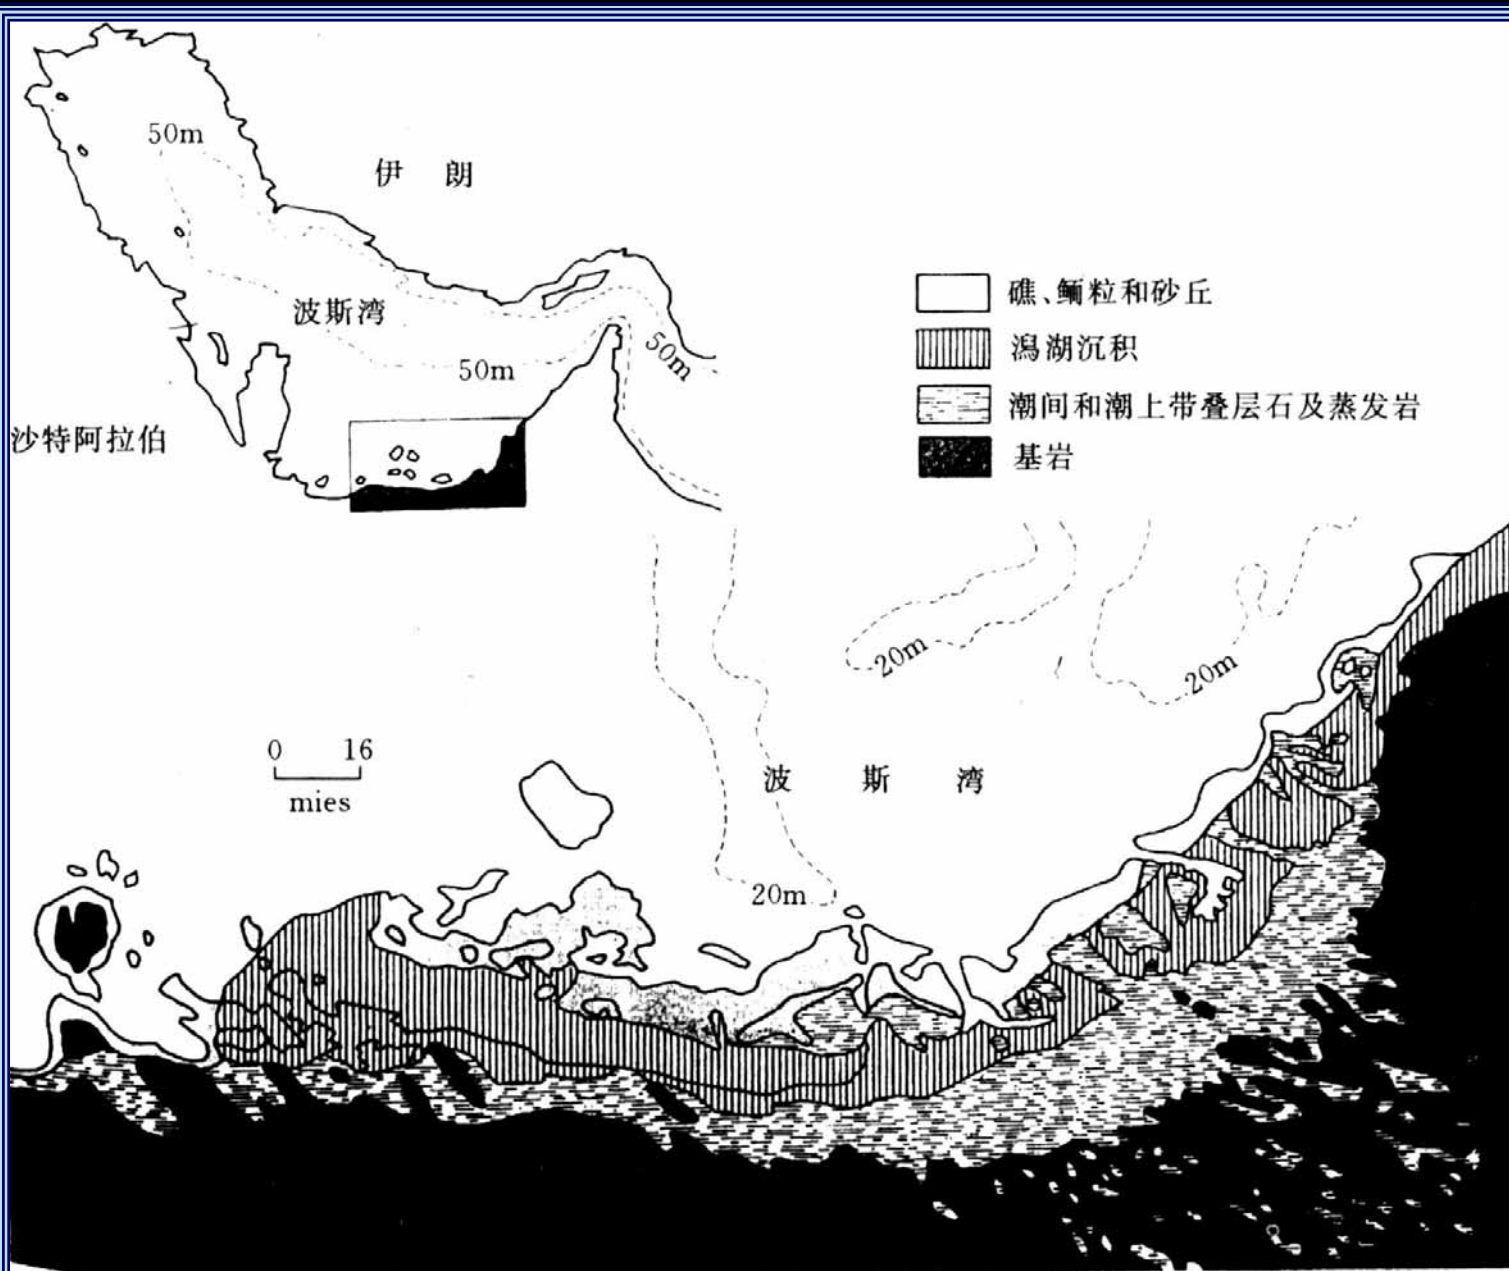 50m
伊 朗
波斯湾
50m
50m
沙特阿拉伯
礁、鲕粒和砂丘
潟湖沉积
潮间和潮上带叠层石及蒸发岩
基岩
20m
20m
0 16
mies
波 斯 湾
20m